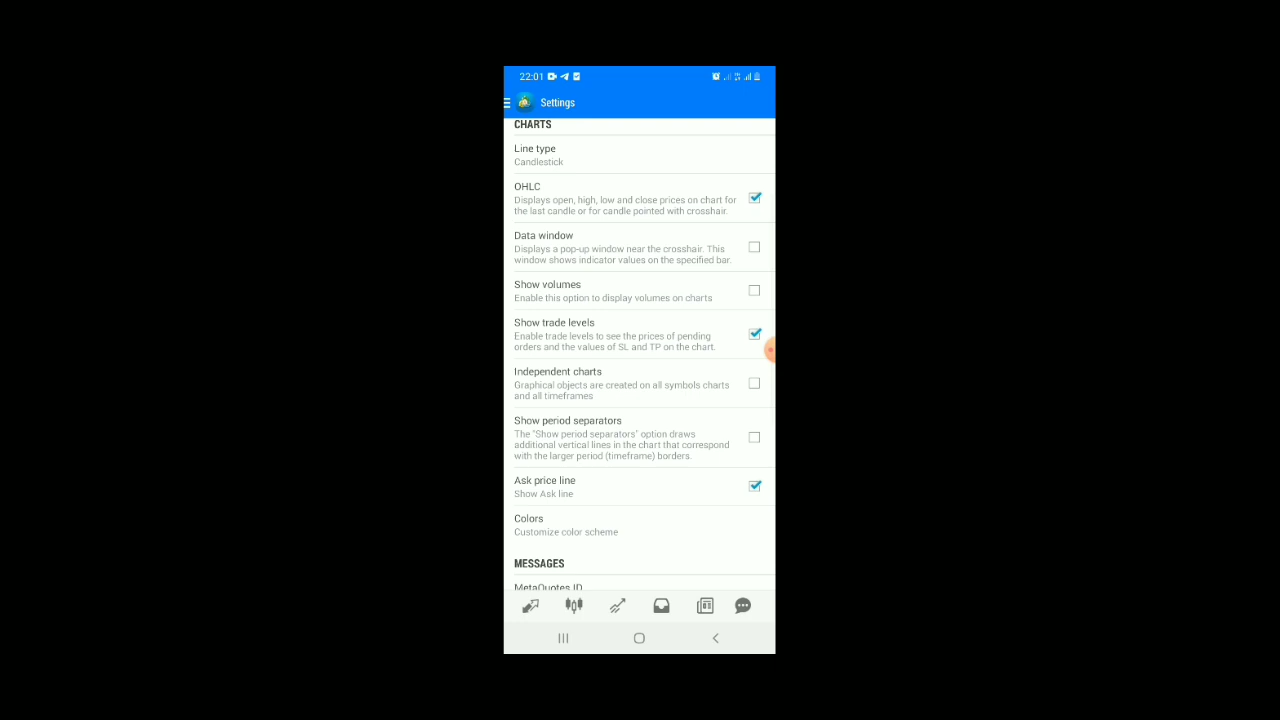 22:01
Settings
CHARTS
Line type
Candlestick
OHLC
Displays open, high, low and close prices on chart for
the last candle or for candle pointed with crosshair.
Data window
Displays a pop-up window near the crosshair. This
window shows indicator values on the specified bar.
Show volumes
Enable this option to display volumes on charts
Show trade levels
Enable trade levels to see the prices of pending
orders and the values of SL and TP on the chart.
Independent charts
Graphical objects are created on all symbols charts
and all timeframes
Show period separators
The "Show period separators" option draws
additional vertical lines in the chart that correspond
with the larger period (timeframe) borders.
Ask price line
Show Ask line
Colors
Customize color scheme
MESSAGES
MetaQuotes ID